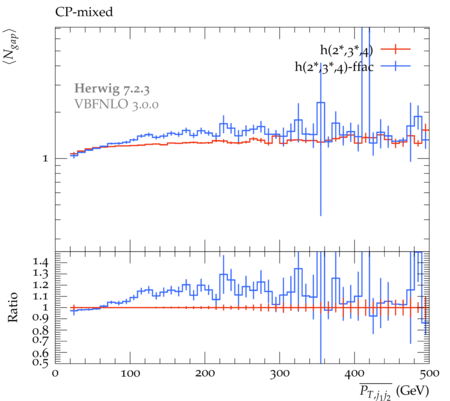 CP-mixed
⟨N_gap⟩
h(2*,3*,4)
h(2*,3*,4)-ffac
Herwig 7.2.3
VBFNLO 3.0.0
1
Ratio
1.4
1.3
1.2
1.1
1
0.9
0.8
0.7
0.6
0.5
0 100 200 300 400 500
P_T,j1j2 (GeV)